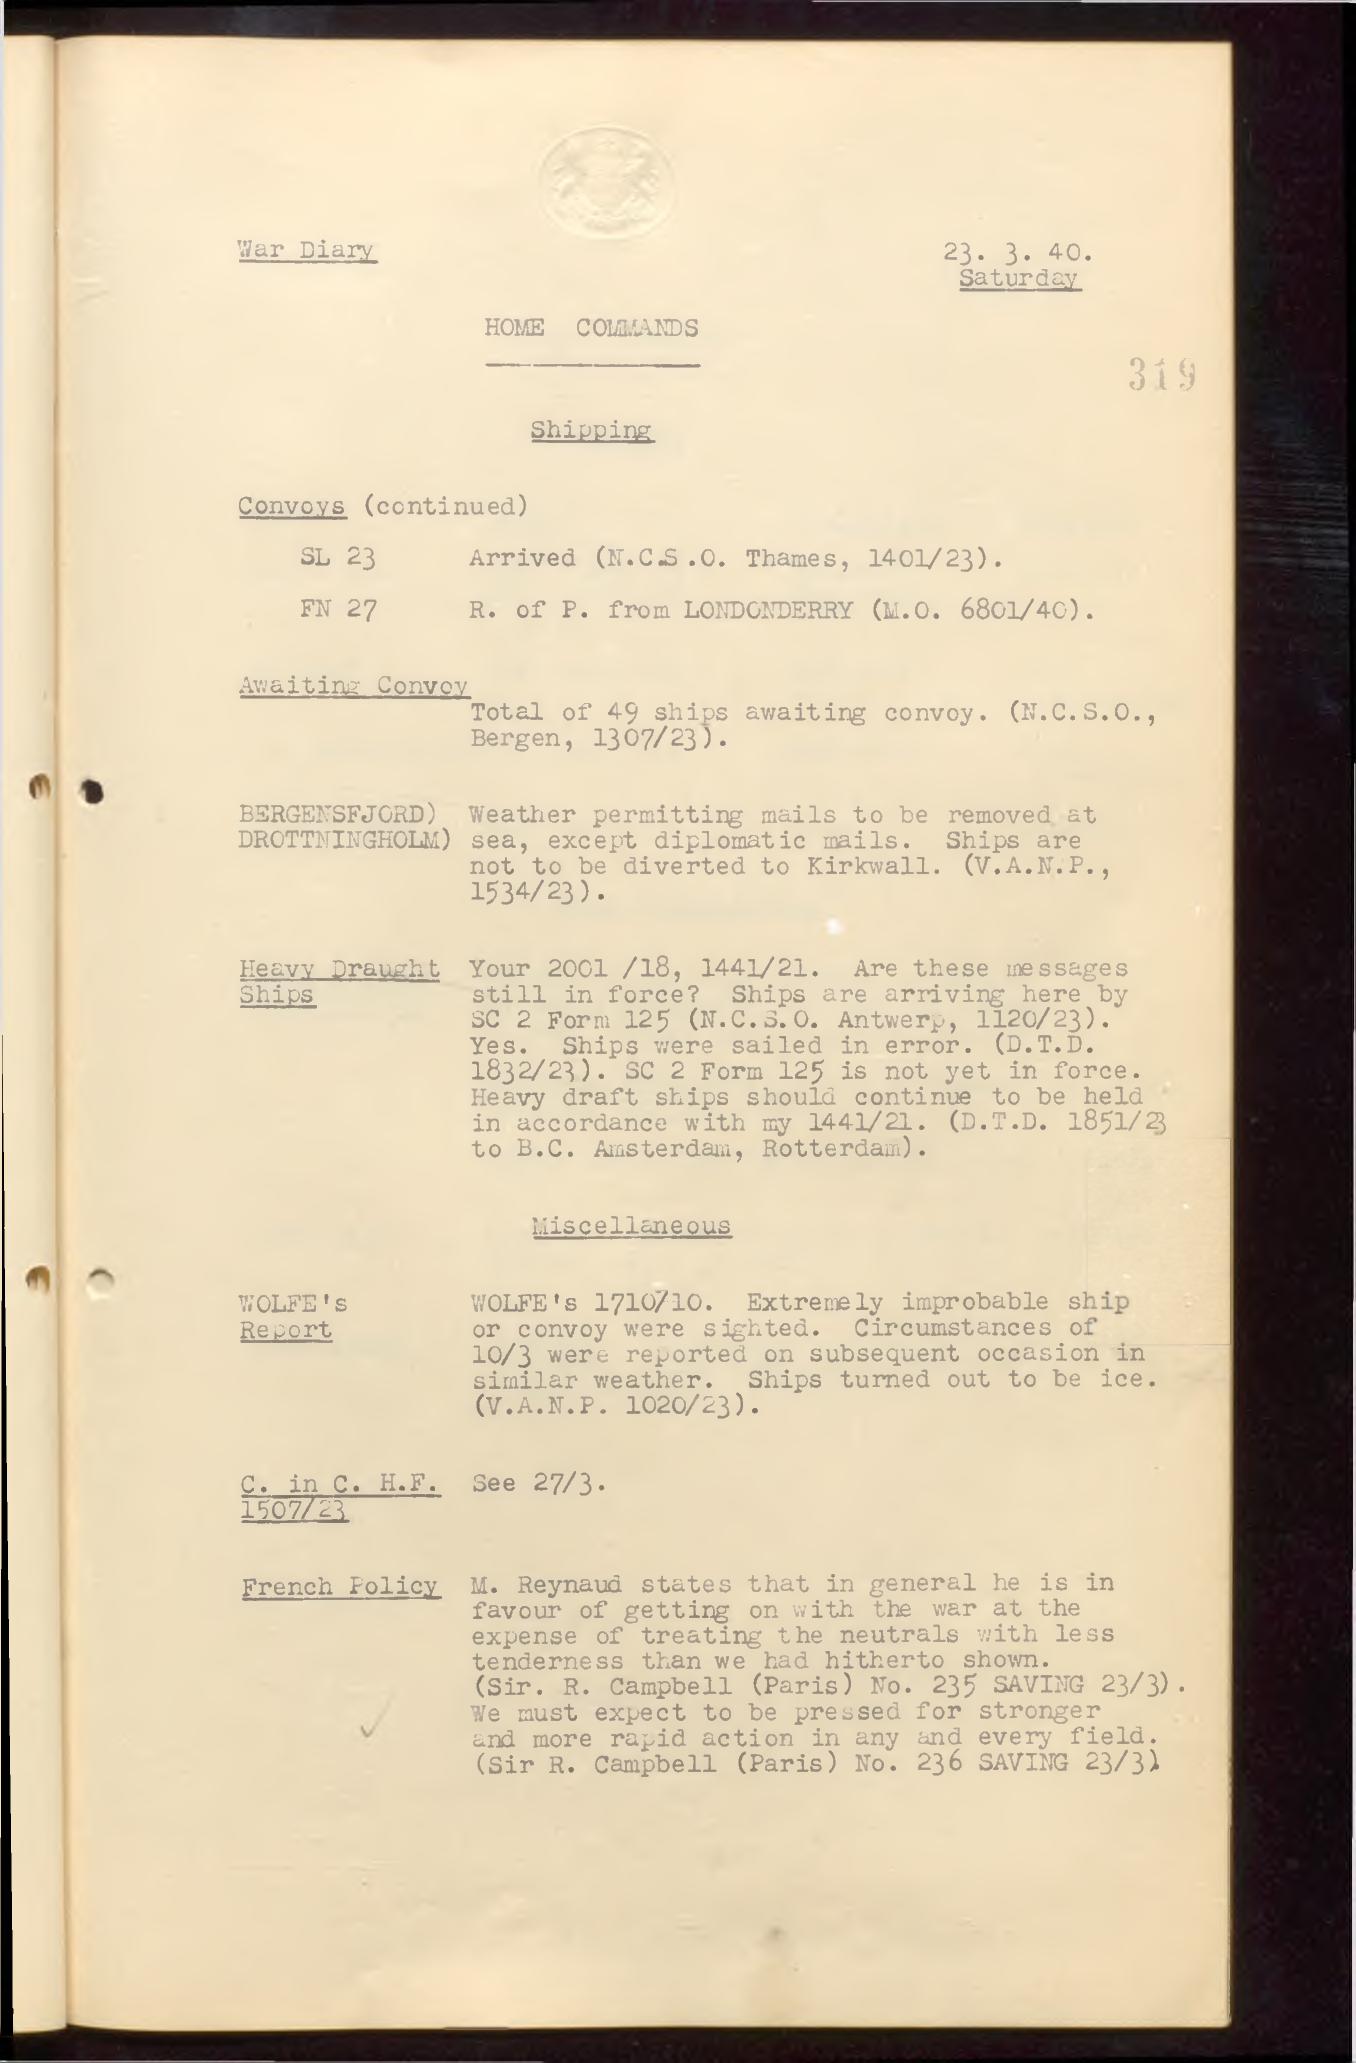 War Diary 23. 3. 40.
Saturday
HOME COMMANDS
319
Shipping
Convoys (continued)
SL 23 Arrived (N.C.S.O. Thames, 1401/23).
FN 27 R. of P. from LONDONDERRY (M.O. 6801/40).
Awaiting Convoy
Total of 49 ships awaiting convoy. (N.C.S.O.,
Bergen, 1307/23).
BERGENSFJORD) Weather permitting mails to be removed at
DROTTNINGHOLM) sea, except diplomatic mails. Ships are
not to be diverted to Kirkwall. (V.A.N.P.,
1534/23).
Heavy Draught Your 2001 /18, 1441/21. Are these messages
Ships still in force? Ships are arriving here by
SC 2 Form 125 (N.C.S.O. Antwerp, 1120/23).
Yes. Ships were sailed in error. (D.T.D.
1832/23). SC 2 Form 125 is not yet in force.
Heavy draft ships should continue to be held
in accordance with my 1441/21. (D.T.D. 1851/23
to B.C. Amsterdam, Rotterdam).
Miscellaneous
WOLFE's WOLFE's 1710/10. Extremely improbable ship
Report or convoy were sighted. Circumstances of
10/3 were reported on subsequent occasion in
similar weather. Ships turned out to be ice.
(V.A.N.P. 1020/23).
C. in C. H.F. See 27/3.
1507/23
French Policy M. Reynaud states that in general he is in
favour of getting on with the war at the
expense of treating the neutrals with less
tenderness than we had hitherto shown.
(Sir. R. Campbell (Paris) No. 235 SAVING 23/3).
We must expect to be pressed for stronger
and more rapid action in any and every field.
(Sir R. Campbell (Paris) No. 236 SAVING 23/3)